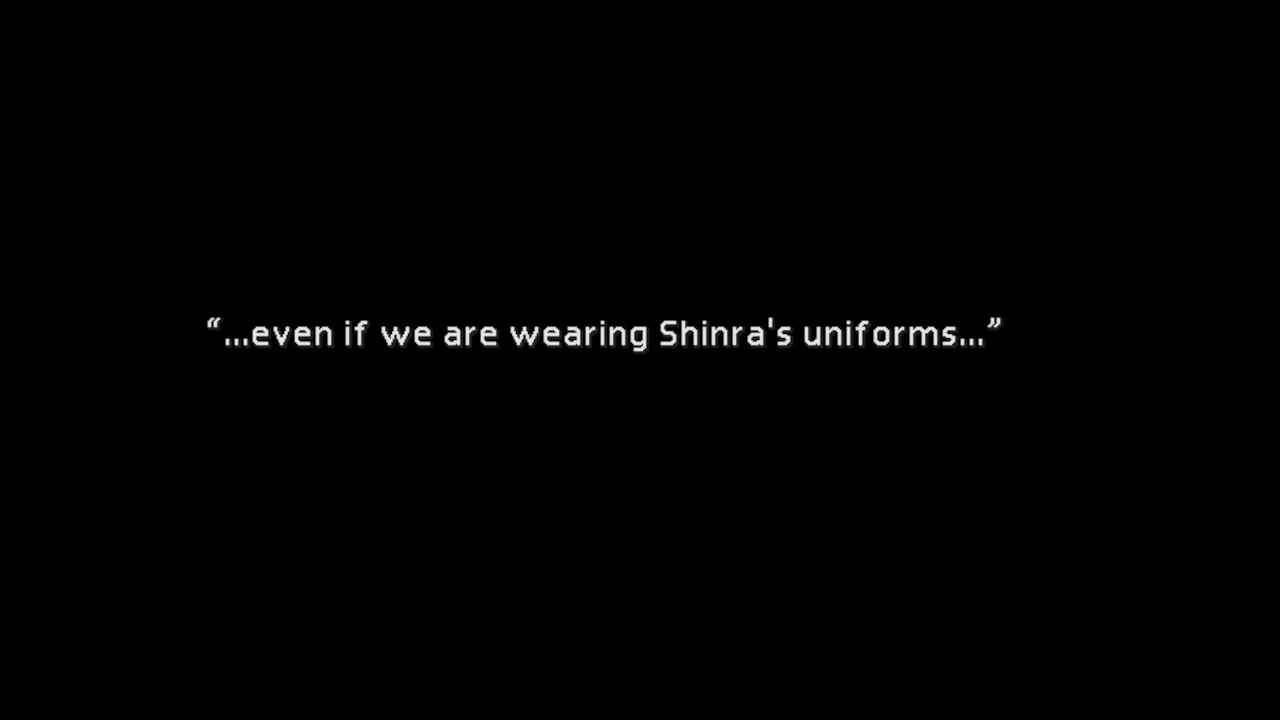 “...even if we are wearing Shinra's uniforms...”